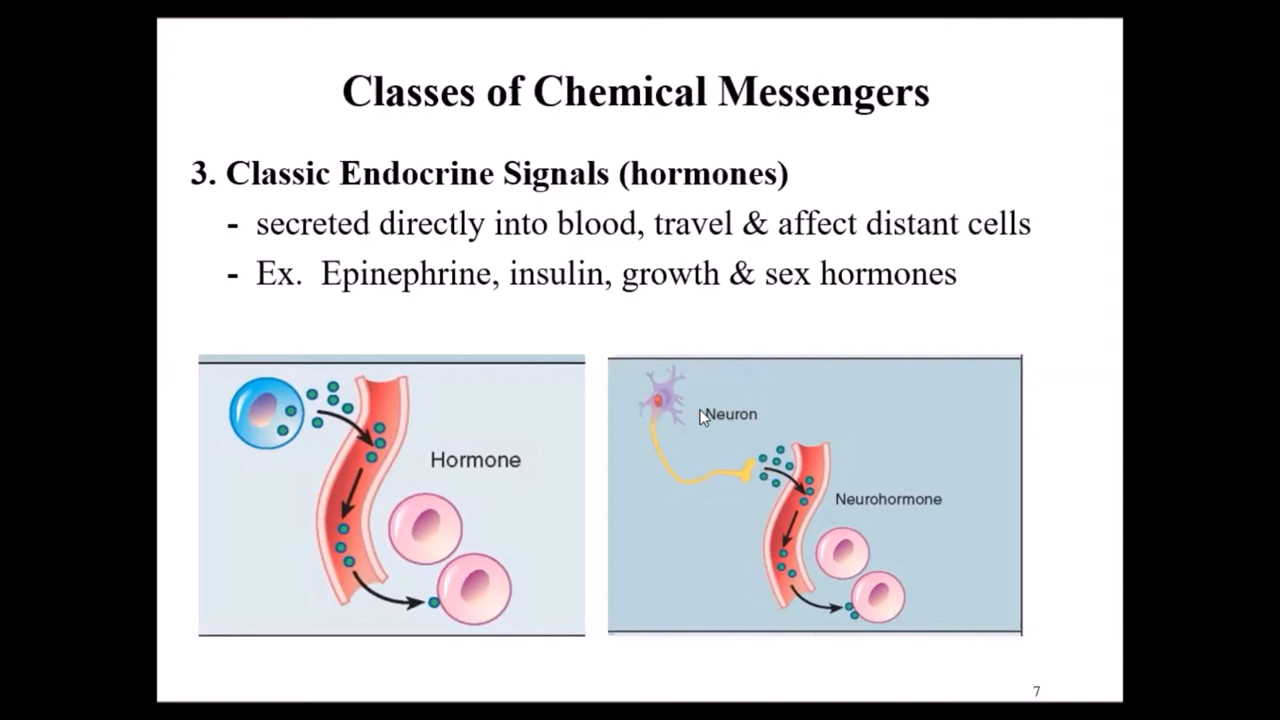 Classes of Chemical Messengers
3. Classic Endocrine Signals (hormones)
- secreted directly into blood, travel & affect distant cells
- Ex. Epinephrine, insulin, growth & sex hormones
Hormone
Neuron
Neurohormone
7